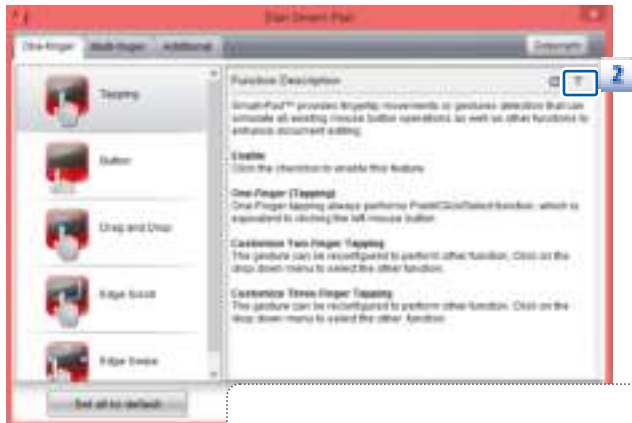 One-Finger Multi-Finger Additional
Copyright
Tapping
Button
Drag and Drop
Edge Scroll
Edge Swipe
Set all to default
Function Description
2
Smart-Pad™ provides fingertip movements or gestures detection that can
simulate all existing mouse button operations as well as other functions to
enhance document editing.
Enable
Click the checkbox to enable this feature.
One-Finger (Tapping)
One-Finger tapping always performs Point/Click/Select function, which is
equivalent to clicking the left mouse button.
Customize Two-Finger Tapping
The gesture can be reconfigured to perform other function. Click on the
drop down menu to select the other function.
Customize Three-Finger Tapping
The gesture can be reconfigured to perform other function. Click on the
drop down menu to select the other function.